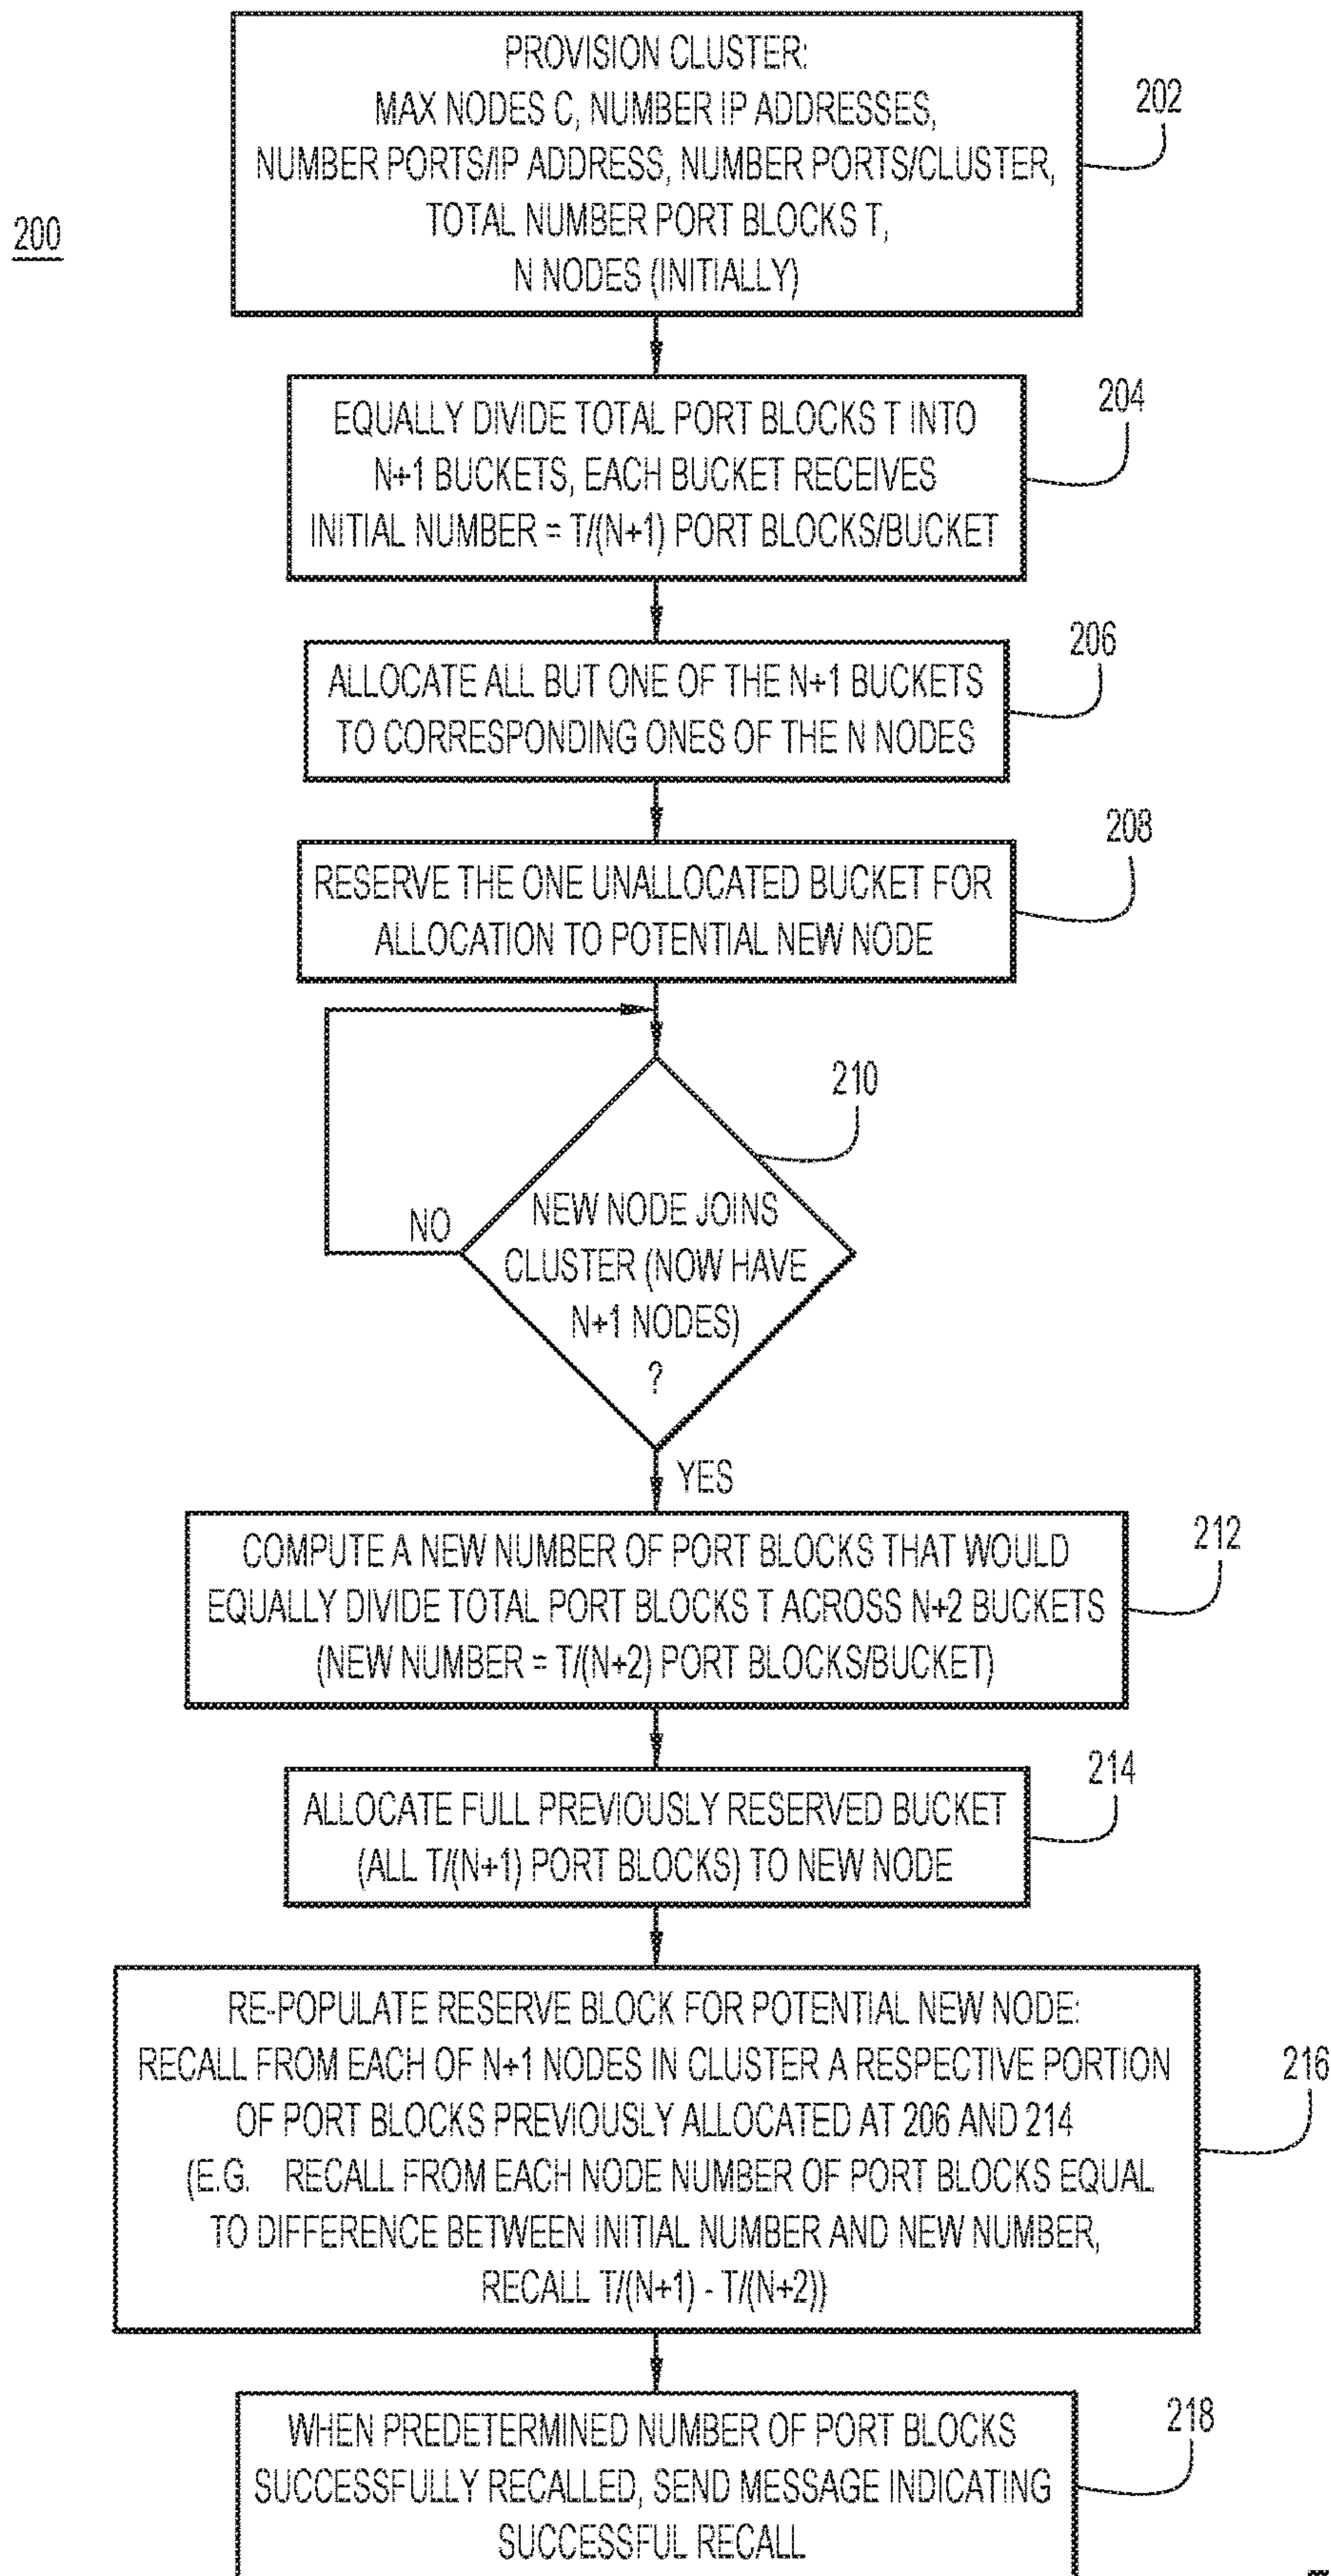 200
PROVISION CLUSTER:
MAX NODES C, NUMBER IP ADDRESSES,
NUMBER PORTS/IP ADDRESS, NUMBER PORTS/CLUSTER,
TOTAL NUMBER PORT BLOCKS T,
N NODES (INITIALLY)
202
EQUALLY DIVIDE TOTAL PORT BLOCKS T INTO
N+1 BUCKETS, EACH BUCKET RECEIVES
INITIAL NUMBER = T/(N+1) PORT BLOCKS/BUCKET
204
ALLOCATE ALL BUT ONE OF THE N+1 BUCKETS
TO CORRESPONDING ONES OF THE N NODES
206
RESERVE THE ONE UNALLOCATED BUCKET FOR
ALLOCATION TO POTENTIAL NEW NODE
208
210
NO
NEW NODE JOINS
CLUSTER (NOW HAVE
N+1 NODES)
?
YES
COMPUTE A NEW NUMBER OF PORT BLOCKS THAT WOULD
EQUALLY DIVIDE TOTAL PORT BLOCKS T ACROSS N+2 BUCKETS
(NEW NUMBER = T/(N+2) PORT BLOCKS/BUCKET)
212
ALLOCATE FULL PREVIOUSLY RESERVED BUCKET
(ALL T/(N+1) PORT BLOCKS) TO NEW NODE
214
RE-POPULATE RESERVE BLOCK FOR POTENTIAL NEW NODE:
RECALL FROM EACH OF N+1 NODES IN CLUSTER A RESPECTIVE PORTION
OF PORT BLOCKS PREVIOUSLY ALLOCATED AT 206 AND 214
(E.G. RECALL FROM EACH NODE NUMBER OF PORT BLOCKS EQUAL
TO DIFFERENCE BETWEEN INITIAL NUMBER AND NEW NUMBER,
RECALL T/(N+1) - T/(N+2))
216
WHEN PREDETERMINED NUMBER OF PORT BLOCKS
SUCCESSFULLY RECALLED, SEND MESSAGE INDICATING
SUCCESSFUL RECALL
218